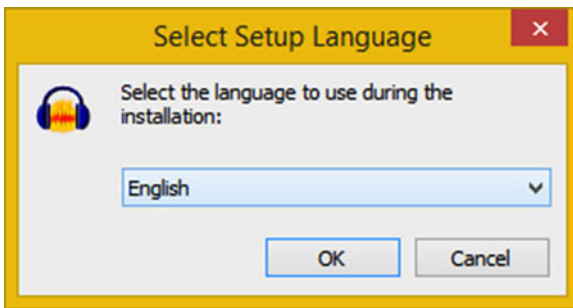 Select Setup Language
Select the language to use during the
installation:
English
OK
Cancel